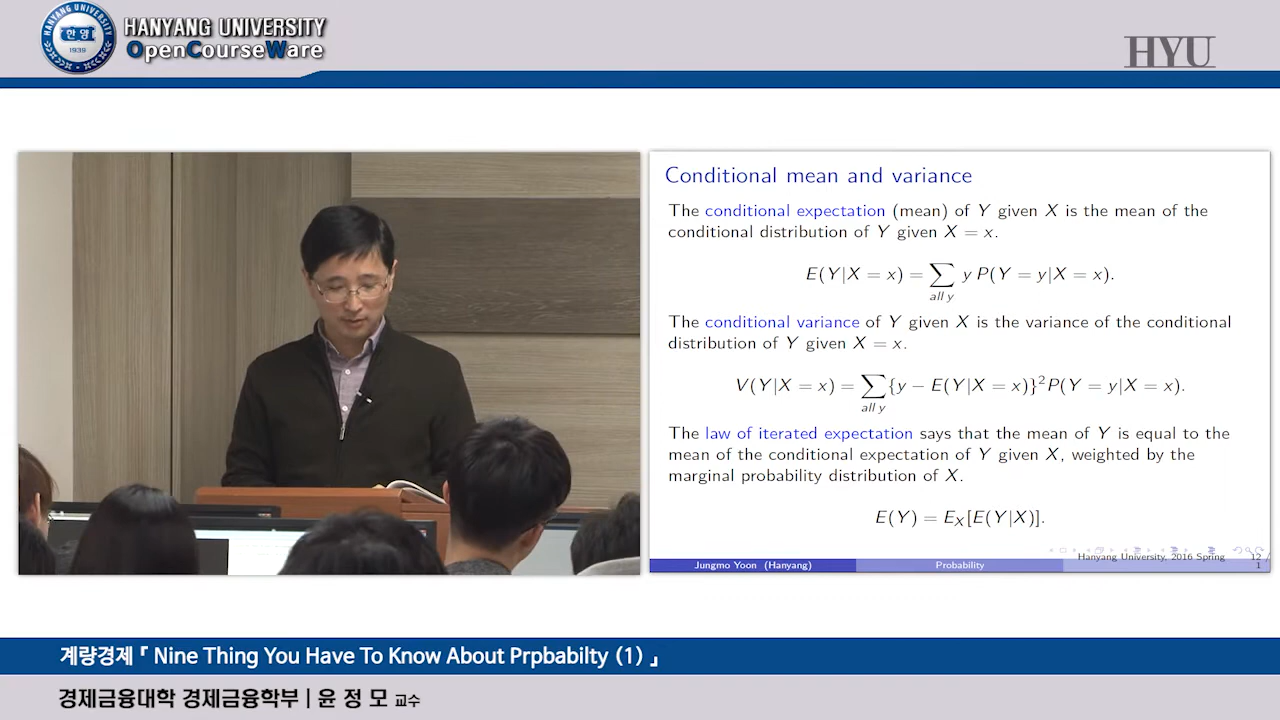 HANYANG UNIVERSITY
OpenCourseWare
한양
1939
HYU
Conditional mean and variance
The conditional expectation (mean) of Y given X is the mean of the
conditional distribution of Y given X = x.
E(Y|X = x) = ∑ y P(Y = y|X = x).
all y
The conditional variance of Y given X is the variance of the conditional
distribution of Y given X = x.
V(Y|X = x) = ∑ {y − E(Y|X = x)}²P(Y = y|X = x).
all y
The law of iterated expectation says that the mean of Y is equal to the
mean of the conditional expectation of Y given X, weighted by the
marginal probability distribution of X.
E(Y) = E_X[E(Y|X)].
Hanyang University, 2016 Spring 12 /
Jungmo Yoon (Hanyang) Probability 1
계량경제「 Nine Thing You Have To Know About Prpbabilty (1) 」
경제금융대학 경제금융학부 | 윤 정 모 교수